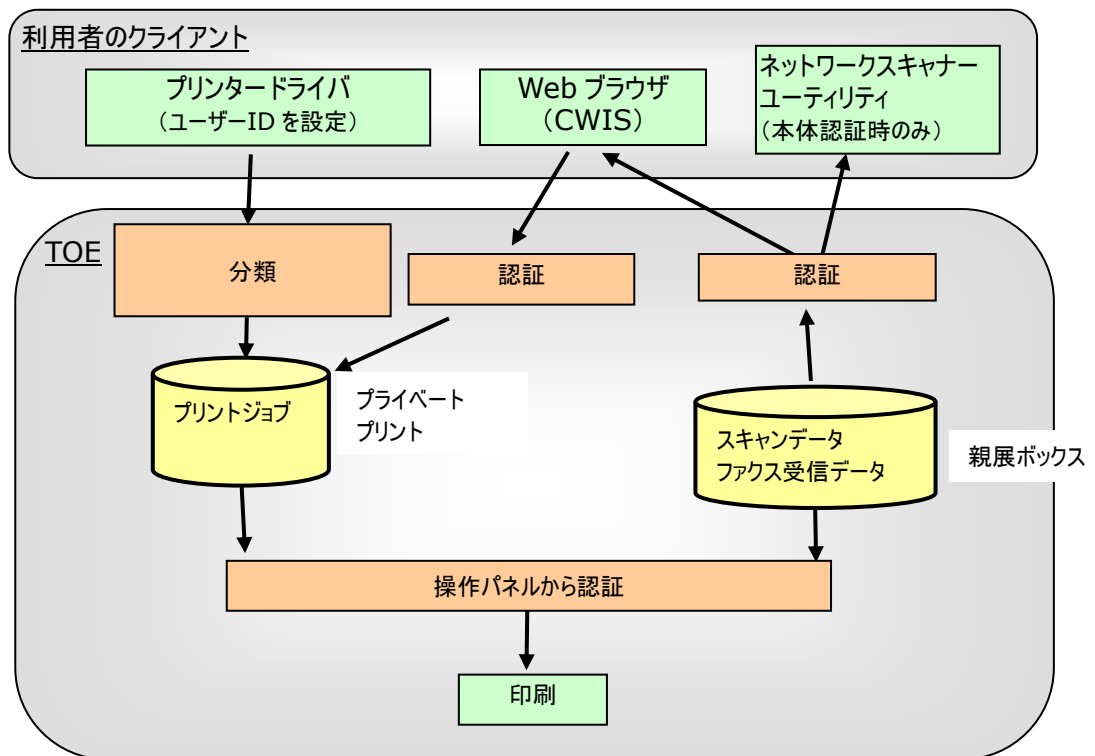 利用者のクライアント
プリンタードライバ
（ユーザーID を設定）
Web ブラウザ
（CWIS）
ネットワークスキャナー
ユーティリティ
（本体認証時のみ）
TOE
分類
認証
認証
プリントジョブ
プライベート
プリント
スキャンデータ
ファクス受信データ
親展ボックス
操作パネルから認証
印刷